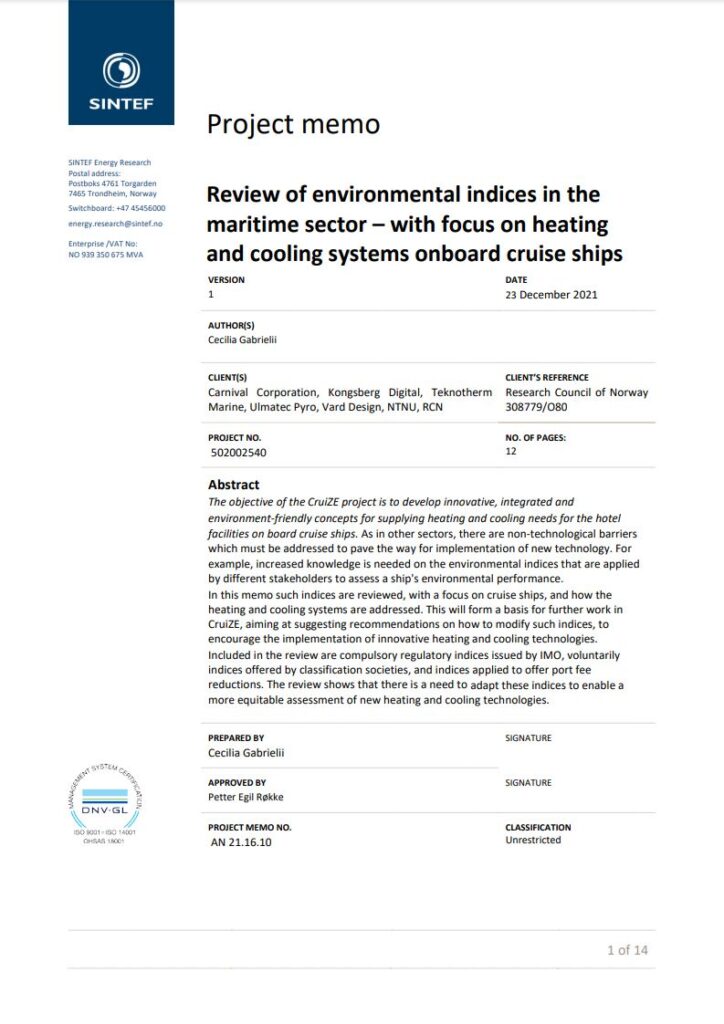 SINTEF
Project memo
SINTEF Energy Research
Postal address:
Postboks 4761 Torgarden
7465 Trondheim, Norway
Switchboard: +47 45456000
energy.research@sintef.no
Enterprise /VAT No:
NO 939 350 675 MVA
Review of environmental indices in the
maritime sector – with focus on heating
and cooling systems onboard cruise ships
VERSION
1
DATE
23 December 2021
AUTHOR(S)
Cecilia Gabrielii
CLIENT(S)
Carnival Corporation, Kongsberg Digital, Teknotherm
Marine, Ulmatec Pyro, Vard Design, NTNU, RCN
CLIENT'S REFERENCE
Research Council of Norway
308779/O80
PROJECT NO.
502002540
NO. OF PAGES:
12
Abstract
The objective of the CruiZE project is to develop innovative, integrated and
environment-friendly concepts for supplying heating and cooling needs for the hotel
facilities on board cruise ships. As in other sectors, there are non-technological barriers
which must be addressed to pave the way for implementation of new technology. For
example, increased knowledge is needed on the environmental indices that are applied
by different stakeholders to assess a ship's environmental performance.
In this memo such indices are reviewed, with a focus on cruise ships, and how the
heating and cooling systems are addressed. This will form a basis for further work in
CruiZE, aiming at suggesting recommendations on how to modify such indices, to
encourage the implementation of innovative heating and cooling technologies.
Included in the review are compulsory regulatory indices issued by IMO, voluntarily
indices offered by classification societies, and indices applied to offer port fee
reductions. The review shows that there is a need to adapt these indices to enable a
more equitable assessment of new heating and cooling technologies.
PREPARED BY
Cecilia Gabrielii
SIGNATURE
APPROVED BY
Petter Egil Røkke
SIGNATURE
PROJECT MEMO NO.
AN 21.16.10
CLASSIFICATION
Unrestricted
MANAGEMENT SYSTEM CERTIFICATION
DNV·GL
ISO 9001 - ISO 14001
OHSAS 18001
1 of 14